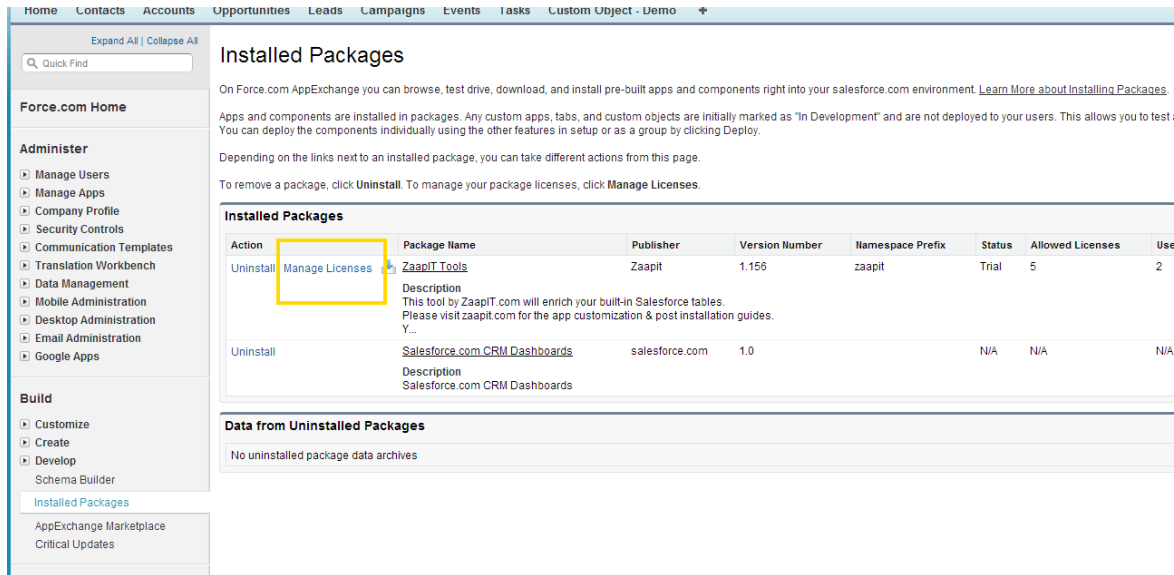 Home Contacts Accounts Opportunities Leads Campaigns Events Tasks Custom Object - Demo +
Expand All | Collapse All
Quick Find
Force.com Home
Administer
Manage Users
Manage Apps
Company Profile
Security Controls
Communication Templates
Translation Workbench
Data Management
Mobile Administration
Desktop Administration
Email Administration
Google Apps
Build
Customize
Create
Develop
Schema Builder
Installed Packages
AppExchange Marketplace
Critical Updates
Installed Packages
On Force.com AppExchange you can browse, test drive, download, and install pre-built apps and components right into your salesforce.com environment. Learn More about Installing Packages.
Apps and components are installed in packages. Any custom apps, tabs, and custom objects are initially marked as "In Development" and are not deployed to your users. This allows you to test
You can deploy the components individually using the other features in setup or as a group by clicking Deploy.
Depending on the links next to an installed package, you can take different actions from this page.
To remove a package, click Uninstall. To manage your package licenses, click Manage Licenses.
Installed Packages
Action Package Name Publisher Version Number Namespace Prefix Status Allowed Licenses Use
Uninstall Manage Licenses ZaapIT Tools Zaapit 1.156 zaapit Trial 5 2
Description
This tool by ZaapIT.com will enrich your built-in Salesforce tables.
Please visit zaapit.com for the app customization & post installation guides.
Y...
Uninstall Salesforce.com CRM Dashboards salesforce.com 1.0 N/A N/A N/A
Description
Salesforce.com CRM Dashboards
Data from Uninstalled Packages
No uninstalled package data archives